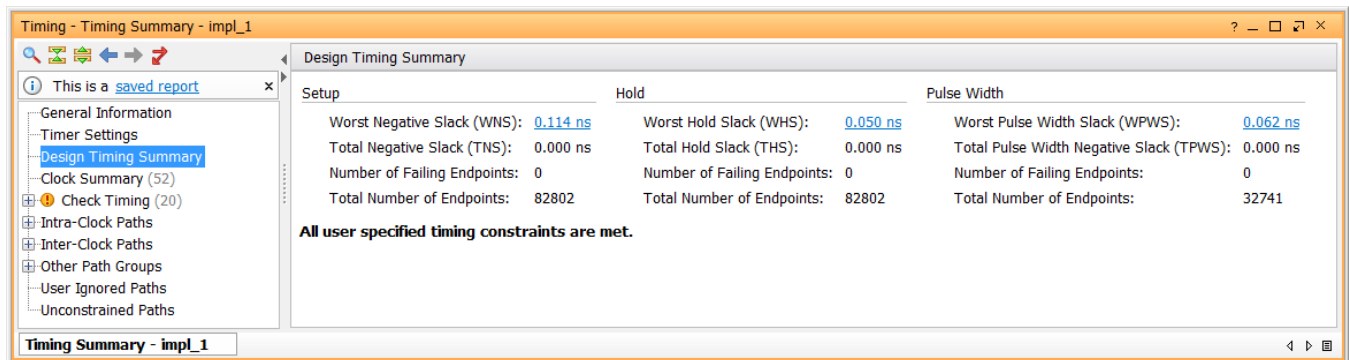 Timing - Timing Summary - impl_1
This is a saved report
General Information
Timer Settings
Design Timing Summary
Clock Summary (52)
Check Timing (20)
Intra-Clock Paths
Inter-Clock Paths
Other Path Groups
User Ignored Paths
Unconstrained Paths
Design Timing Summary
Setup Hold Pulse Width
Worst Negative Slack (WNS): 0.114 ns Worst Hold Slack (WHS): 0.050 ns Worst Pulse Width Slack (WPWS): 0.062 ns
Total Negative Slack (TNS): 0.000 ns Total Hold Slack (THS): 0.000 ns Total Pulse Width Negative Slack (TPWS): 0.000 ns
Number of Failing Endpoints: 0 Number of Failing Endpoints: 0 Number of Failing Endpoints: 0
Total Number of Endpoints: 82802 Total Number of Endpoints: 82802 Total Number of Endpoints: 32741
All user specified timing constraints are met.
Timing Summary - impl_1